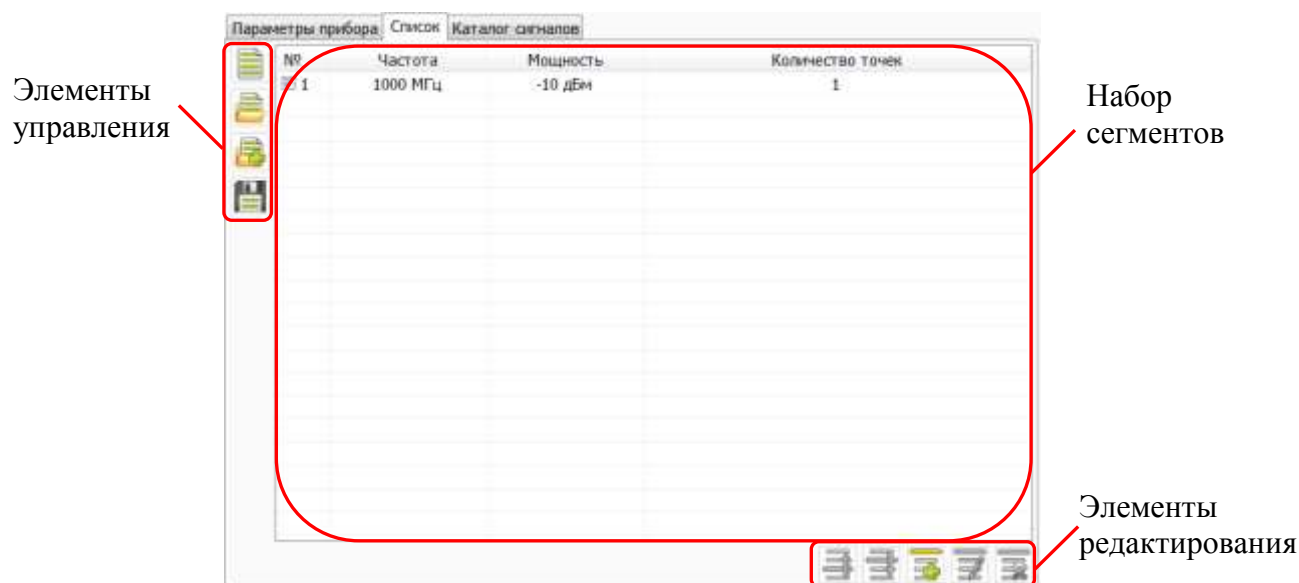 Параметры прибора Список Каталог сигналов
№ Частота Мощность Количество точек
1 1000 МГц -10 дБм 1
Элементы
управления
Набор
сегментов
Элементы
редактирования